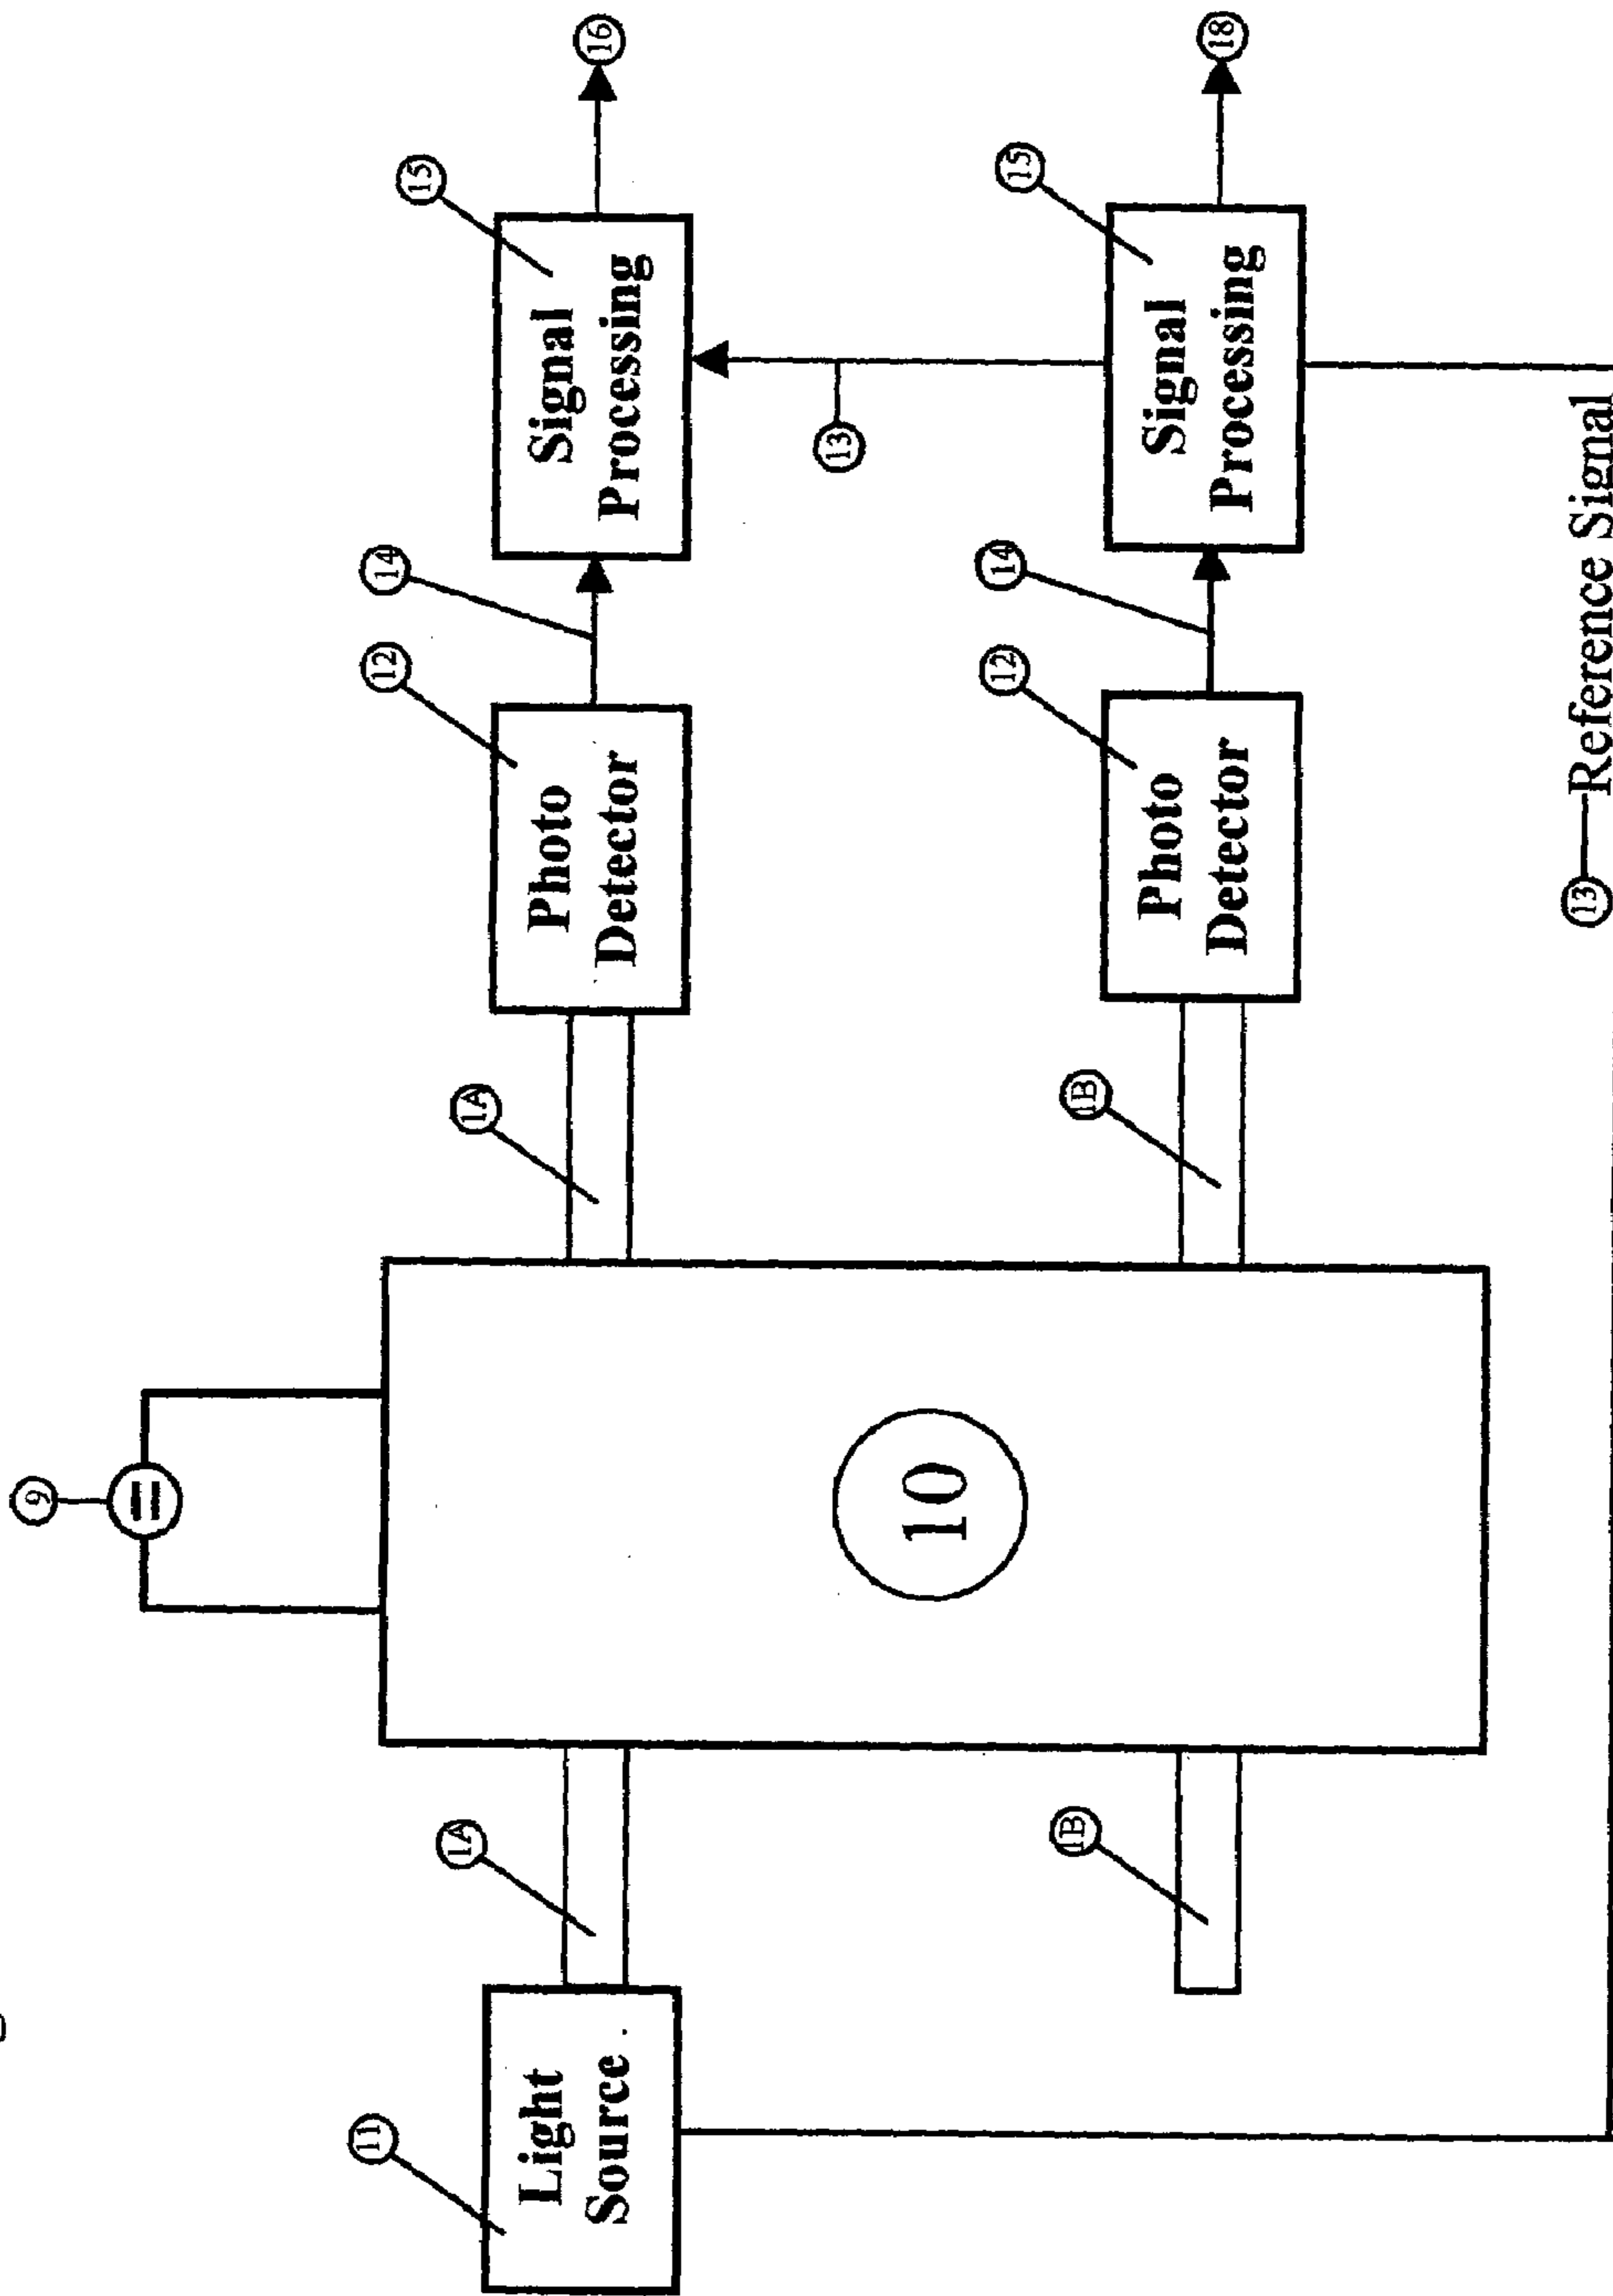 9
11
12
14
15
1A
1A
Light
Source
Photo
Detector
Signal
Processing
16
13
10
12
14
15
1B
1B
Photo
Detector
Signal
Processing
18
13 Reference Signal